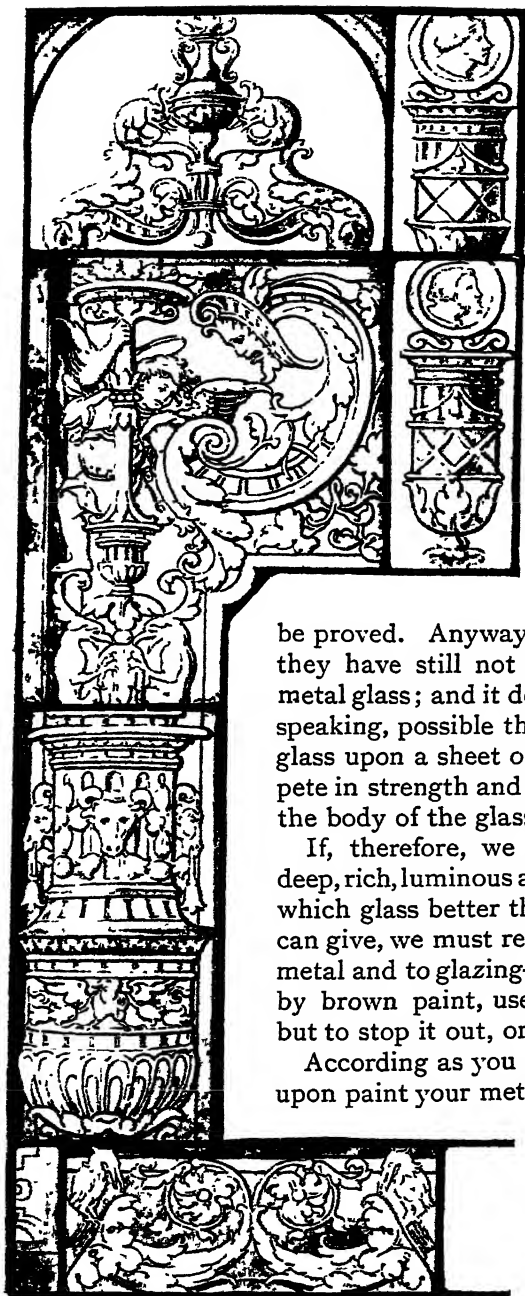 be proved. Anyway
they have still not
metal glass; and it d
speaking, possible th
glass upon a sheet o
pete in strength and
the body of the glas
If, therefore, we
deep, rich, luminous a
which glass better th
can give, we must re
metal and to glazing-
by brown paint, use
but to stop it out, or
According as you
upon paint your met